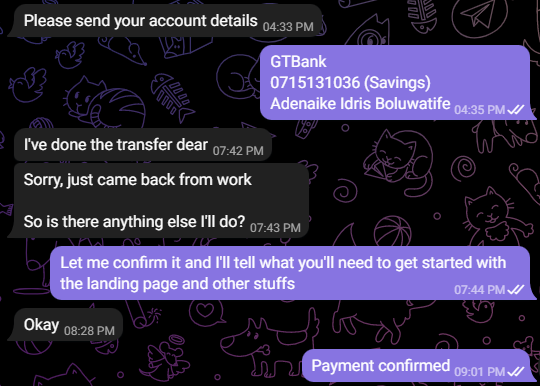 Please send your account details 04:33 PM
GTBank
0715131036 (Savings)
Adenaike Idris Boluwatife 04:35 PM
I've done the transfer dear 07:42 PM
Sorry, just came back from work
So is there anything else I'll do? 07:43 PM
Let me confirm it and I'll tell what you'll need to get started with
the landing page and other stuffs 07:44 PM
Okay 08:28 PM
Payment confirmed 09:01 PM